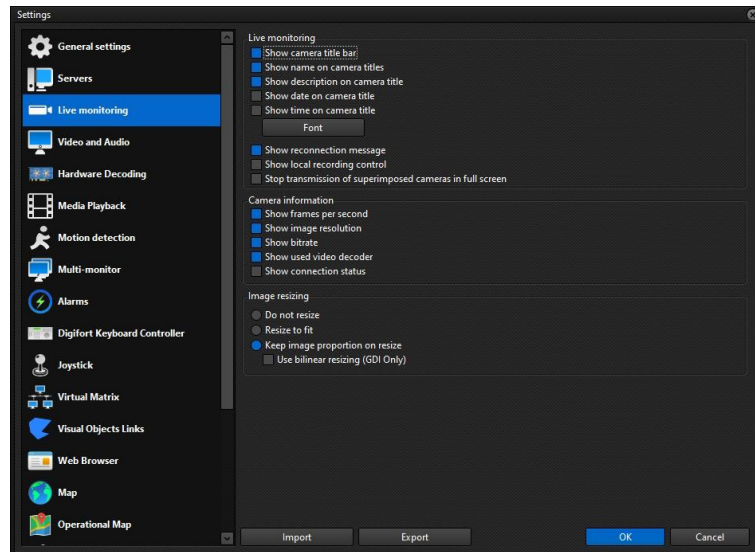 Settings
General settings
Servers
Live monitoring
Video and Audio
Hardware Decoding
Media Playback
Motion detection
Multi-monitor
Alarms
Digifort Keyboard Controller
Joystick
Virtual Matrix
Visual Objects Links
Web Browser
Map
Operational Map
Live monitoring
Show camera title bar
Show name on camera titles
Show description on camera title
Show date on camera title
Show time on camera title
Font
Show reconnection message
Show local recording control
Stop transmission of superimposed cameras in full screen
Camera information
Show frames per second
Show image resolution
Show bitrate
Show used video decoder
Show connection status
Image resizing
Do not resize
Resize to fit
Keep image proportion on resize
Use bilinear resizing (GDI Only)
Import
Export
OK
Cancel